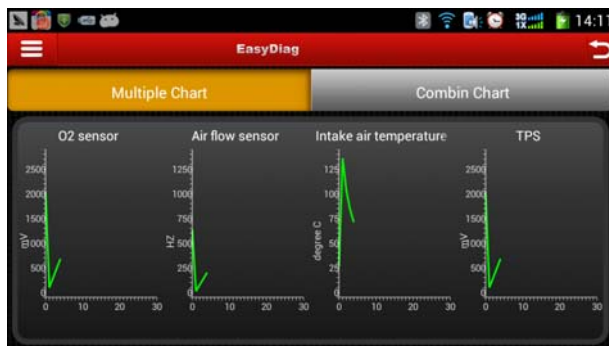 3G
1X
14:11
EasyDiag
Multiple Chart
Combin Chart
O2 sensor
2500
2000
1500
1000
500
0
mV
0 10 20 30
Air flow sensor
1250
1000
750
500
250
0
HZ
0 10 20 30
Intake air temperature
125
100
75
50
25
0
degree C
0 10 20 30
TPS
2500
2000
1500
1000
500
0
mV
0 10 20 30